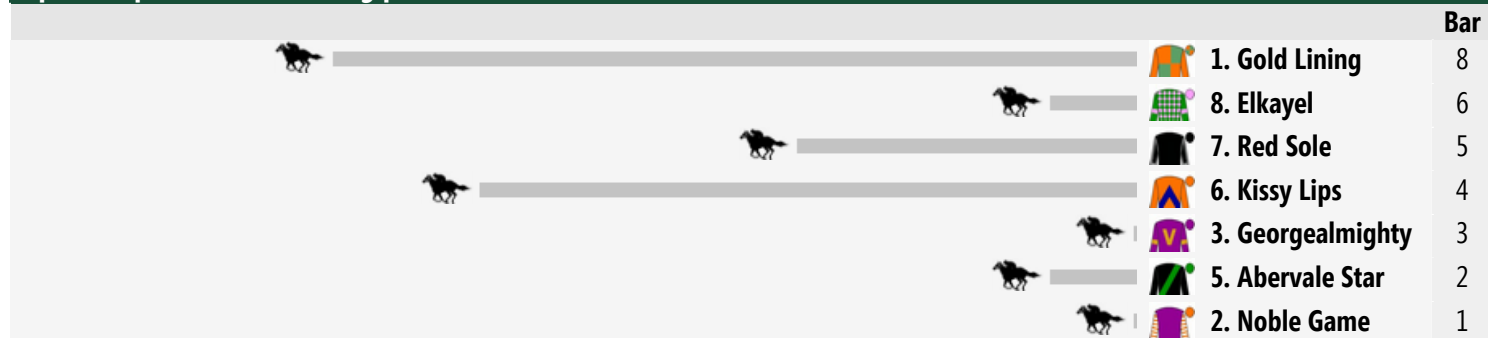 Bar
1. Gold Lining 8
8. Elkayel 6
7. Red Sole 5
6. Kissy Lips 4
V 3. Georgealmighty 3
5. Abervale Star 2
2. Noble Game 1